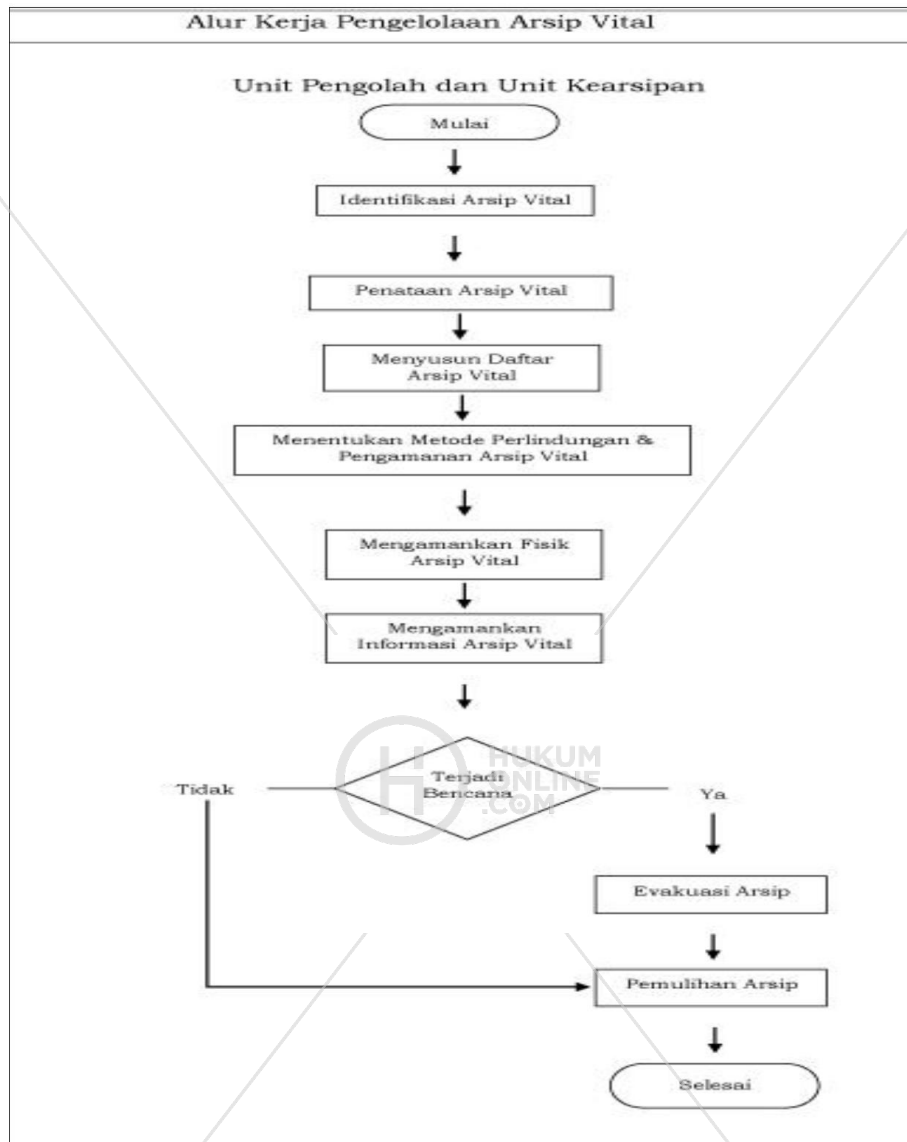 Alur Kerja Pengelolaan Arsip Vital
Unit Pengolah dan Unit Kearsipan
Mulai
Identifikasi Arsip Vital
Penataan Arsip Vital
Menyusun Daftar
Arsip Vital
Menentukan Metode Perlindungan &
Pengamanan Arsip Vital
Mengamankan Fisik
Arsip Vital
Mengamankan
Informasi Arsip Vital
Terjadi
Bencana
Tidak
Ya
H
HUKUM
ONLINE
.COM
Evakuasi Arsip
Pemulihan Arsip
Selesai